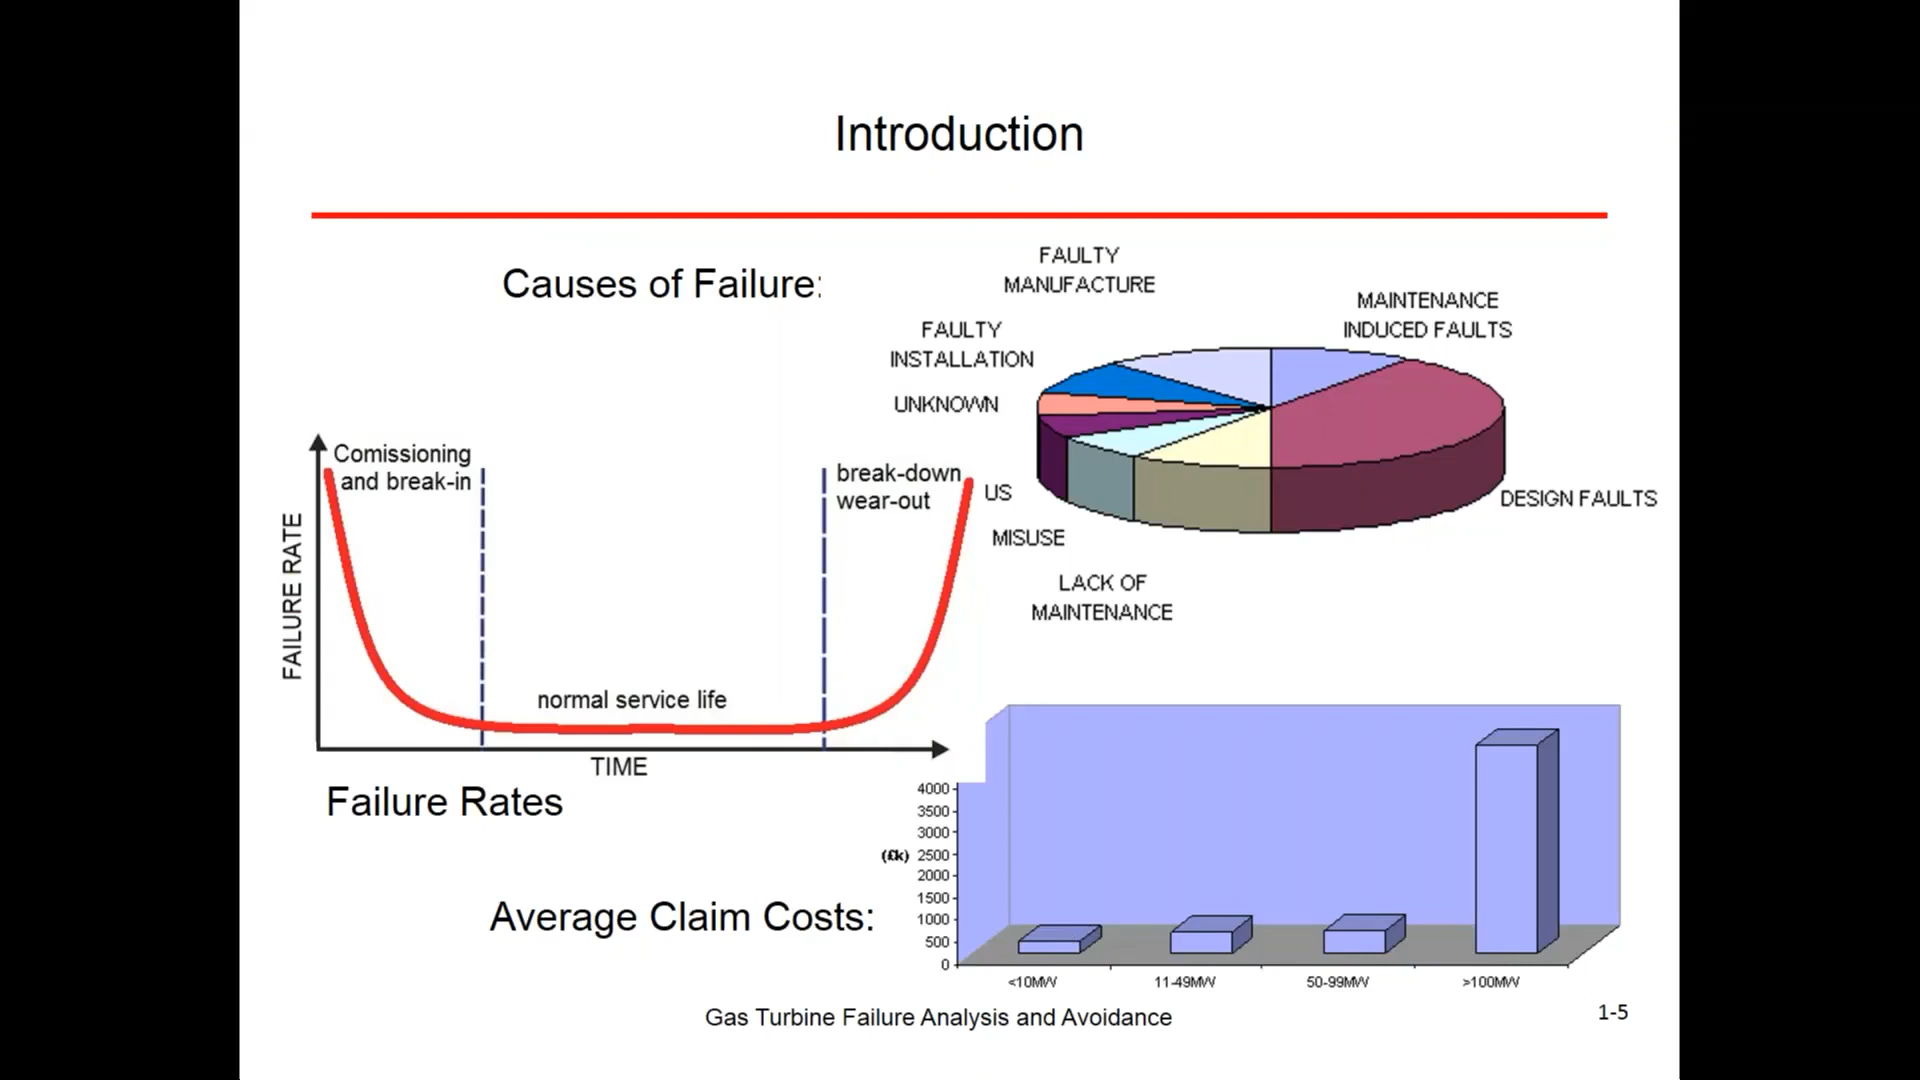 Introduction
Causes of Failure:
FAULTY
MANUFACTURE
MAINTENANCE
INDUCED FAULTS
FAULTY
INSTALLATION
UNKNOWN
US
MISUSE
LACK OF
MAINTENANCE
DESIGN FAULTS
Comissioning
and break-in
break-down
wear-out
FAILURE RATE
normal service life
TIME
Failure Rates
Average Claim Costs:
(£k)
4000
3500
3000
2500
2000
1500
1000
500
0
<10MW
11-49MW
50-99MW
>100MW
Gas Turbine Failure Analysis and Avoidance
1-5